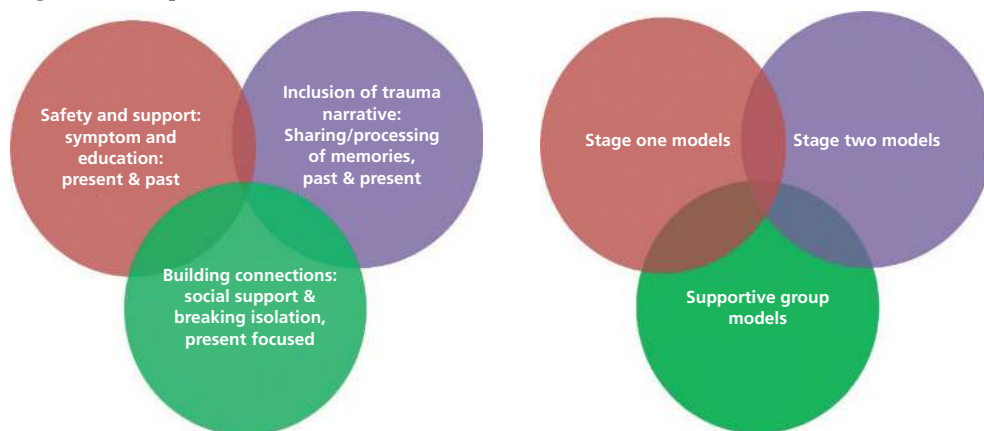 Safety and support:
symptom and
education:
present & past
Inclusion of trauma
narrative:
Sharing/processing
of memories,
past & present
Building connections:
social support &
breaking isolation,
present focused
Stage one models
Stage two models
Supportive group
models